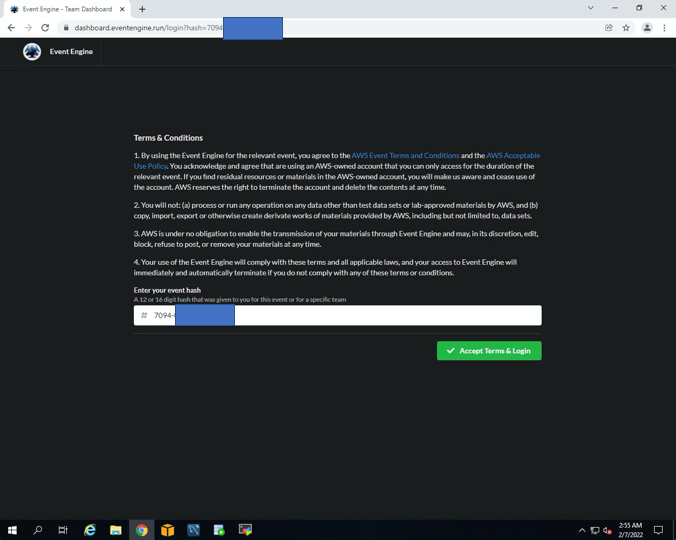 Event Engine - Team Dashboard
dashboard.eventengine.run/login?hash=7094
Event Engine
Terms & Conditions
1. By using the Event Engine for the relevant event, you agree to the AWS Event Terms and Conditions and the AWS Acceptable
Use Policy. You acknowledge and agree that are using an AWS-owned account that you can only access for the duration of the
relevant event. If you find residual resources or materials in the AWS-owned account, you will make us aware and cease use of
the account. AWS reserves the right to terminate the account and delete the contents at any time.
2. You will not: (a) process or run any operation on any data other than test data sets or lab-approved materials by AWS, and (b)
copy, import, export or otherwise create derivate works of materials provided by AWS, including but not limited to, data sets.
3. AWS is under no obligation to enable the transmission of your materials through Event Engine and may, in its discretion, edit,
block, refuse to post, or remove your materials at any time.
4. Your use of the Event Engine will comply with these terms and all applicable laws, and your access to Event Engine will
immediately and automatically terminate if you do not comply with any of these terms or conditions.
Enter your event hash
A 12 or 16 digit hash that was given to you for this event or for a specific team
# 7094-
Accept Terms & Login
2:55 AM
2/7/2022